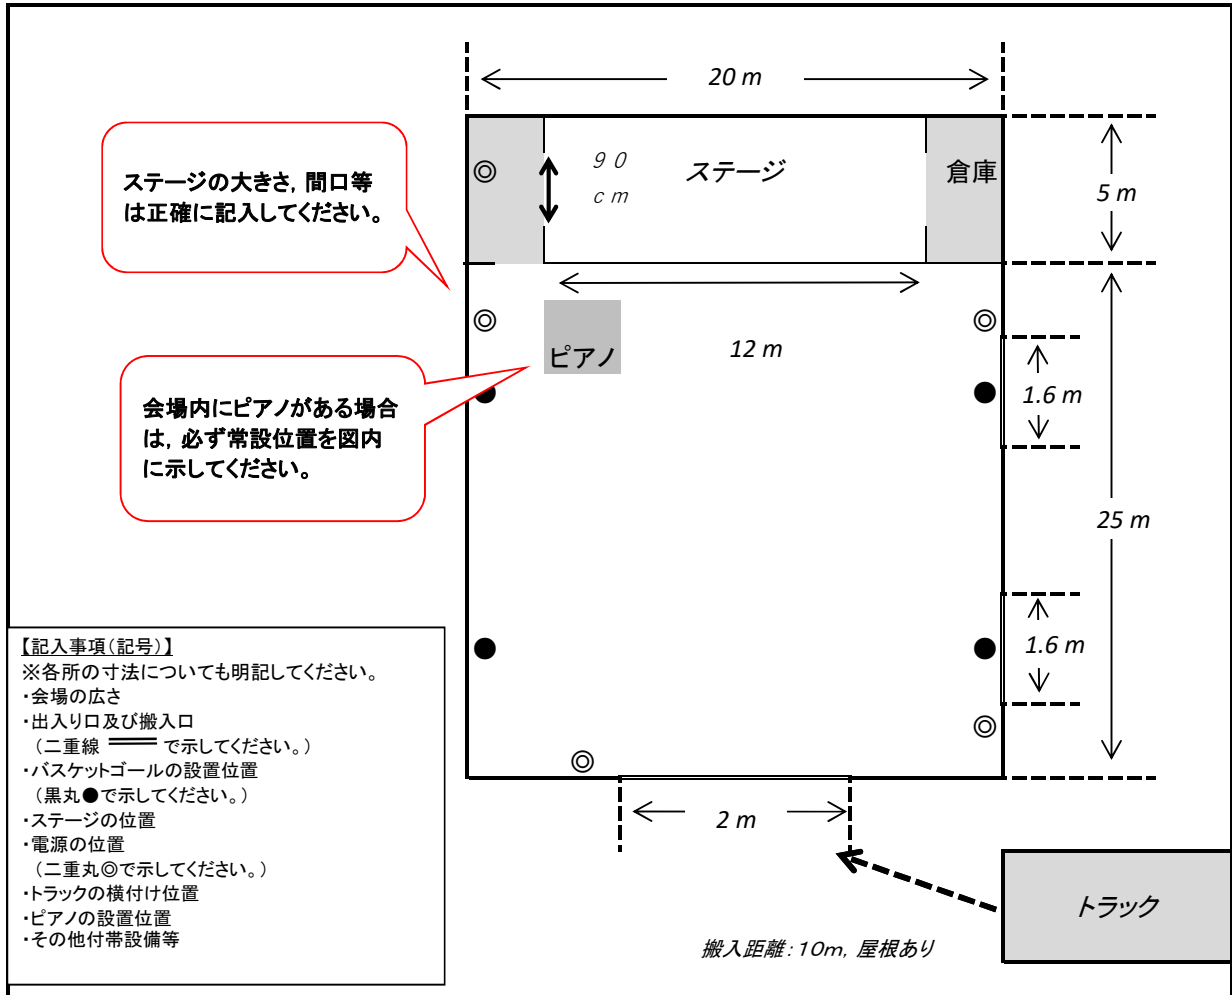 20 m
ステージの大きさ, 間口等
は正確に記入してください。
◎
９０
ｃｍ
ステージ
倉庫
5 m
◎
◎
ピアノ
12 m
1.6 m
●
●
会場内にピアノがある場合
は, 必ず常設位置を図内
に示してください。
25 m
●
●
1.6 m
◎
◎
2 m
【記入事項（記号）】
※各所の寸法についても明記してください。
・会場の広さ
・出入り口及び搬入口
（二重線 ═══ で示してください。）
・バスケットゴールの設置位置
（黒丸●で示してください。）
・ステージの位置
・電源の位置
（二重丸◎で示してください。）
・トラックの横付け位置
・ピアノの設置位置
・その他付帯設備等
トラック
搬入距離：10m, 屋根あり